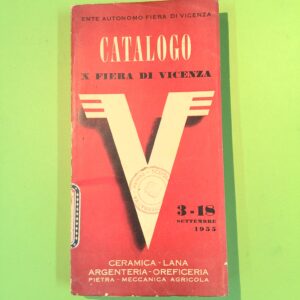 ENTE AUTONOMO FIERA DI VICENZA
CATALOGO
X FIERA DI VICENZA
V
3-18
SETTEMBRE
1955
CERAMICA - LANA
ARGENTERIA - OREFICERIA
PIETRA - MECCANICA AGRICOLA